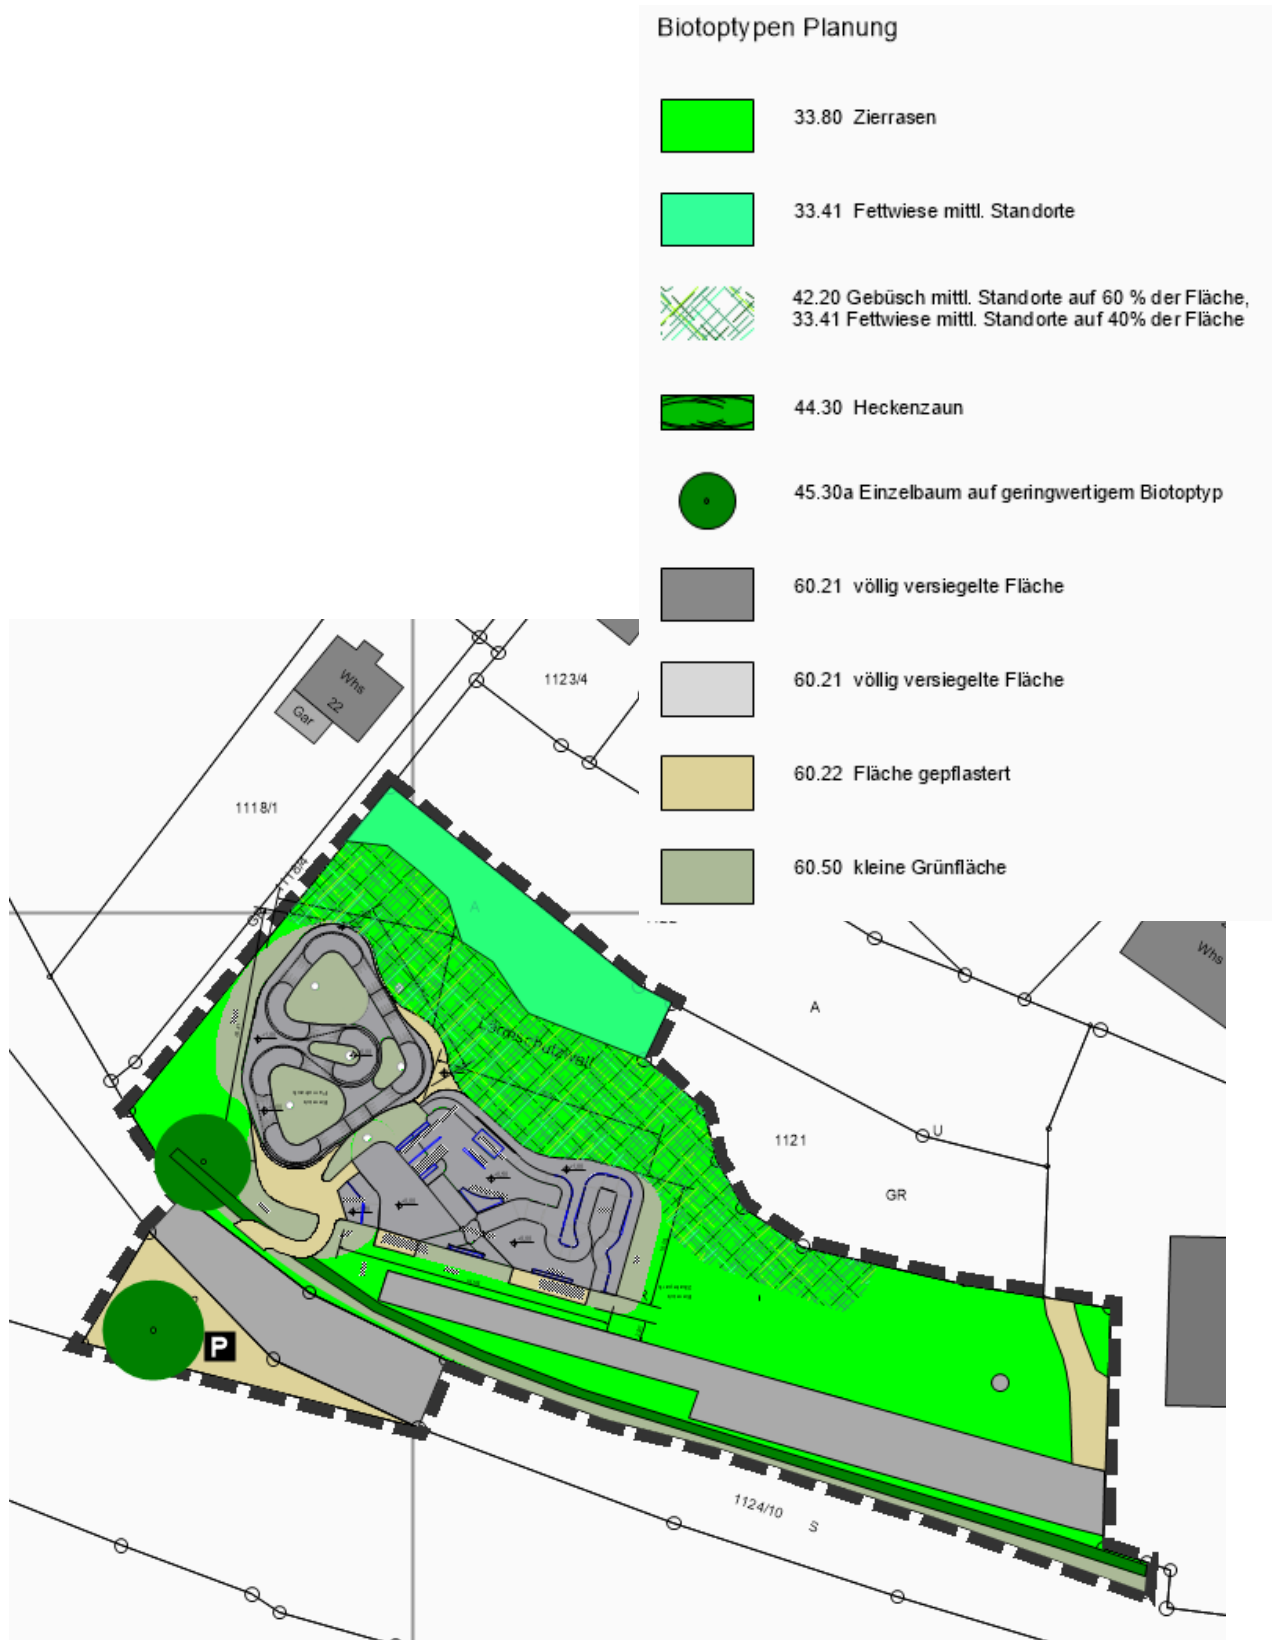 Biotoptypen Planung
33.80 Zierrasen
33.41 Fettwiese mittl. Standorte
42.20 Gebüsch mittl. Standorte auf 60 % der Fläche,
33.41 Fettwiese mittl. Standorte auf 40% der Fläche
44.30 Heckenzaun
45.30a Einzelbaum auf geringwertigem Biotoptyp
60.21 völlig versiegelte Fläche
60.21 völlig versiegelte Fläche
60.22 Fläche gepflastert
60.50 kleine Grünfläche
Whs
22
Gar
1123/4
1118/1
1118/4
A
Whs
A
Lärmschutzwall
U
1121
GR
P
1124/10
S